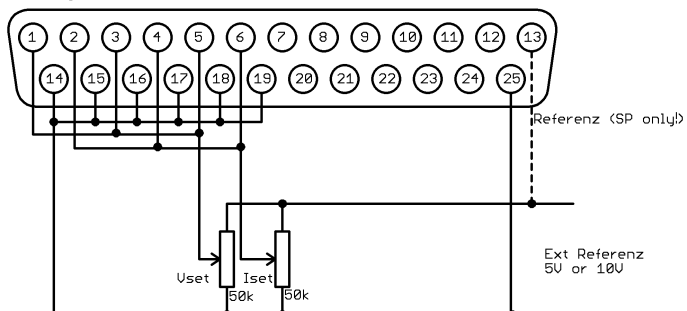 1 2 3 4 5 6 7 8 9 10 11 12 13
14 15 16 17 18 19 20 21 22 23 24 25
Referenz (SP only!)
Ext Referenz
5V or 10V
Vset Iset
50k 50k